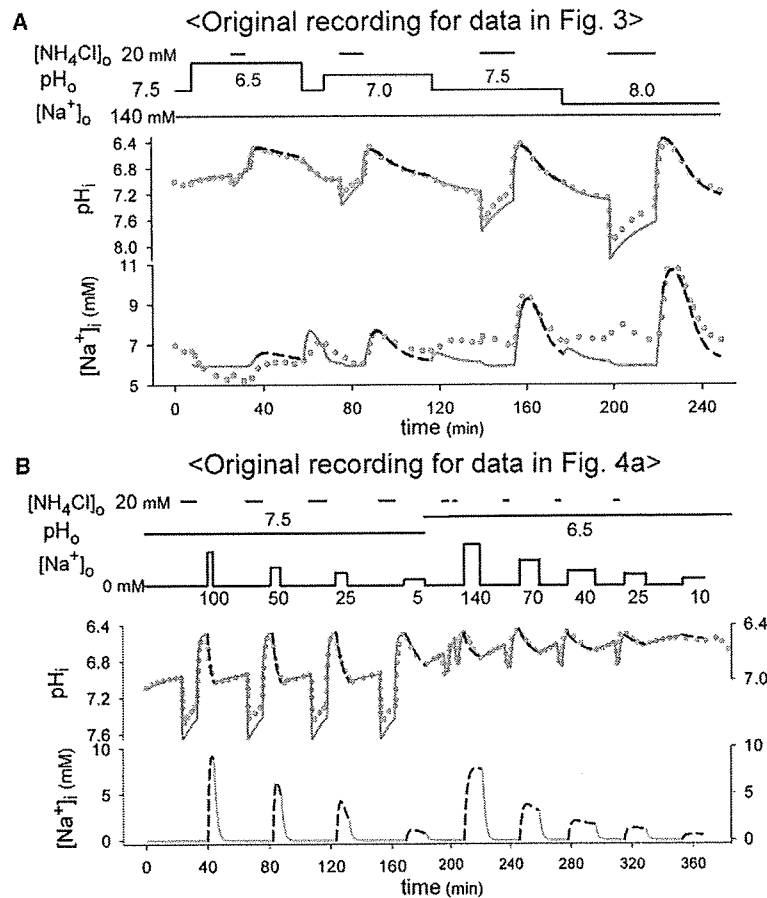 A <Original recording for data in Fig. 3>
[NH₄Cl]ₒ 20 mM
pHₒ 7.5 6.5 7.0 7.5 8.0
[Na⁺]ₒ 140 mM
pHᵢ
6.4
6.8
7.2
7.6
8.0
[Na⁺]ᵢ (mM)
11
9
7
5
0 40 80 120 160 200 240
time (min)
B <Original recording for data in Fig. 4a>
[NH₄Cl]ₒ 20 mM
pHₒ 7.5 6.5
[Na⁺]ₒ
0 mM
100 50 25 5 140 70 40 25 10
pHᵢ
6.4 6.4
6.8
7.0
7.2
7.6
[Na⁺]ᵢ (mM)
10 10
5 5
0 0
0 40 80 120 160 200 240 280 320 360
time (min)